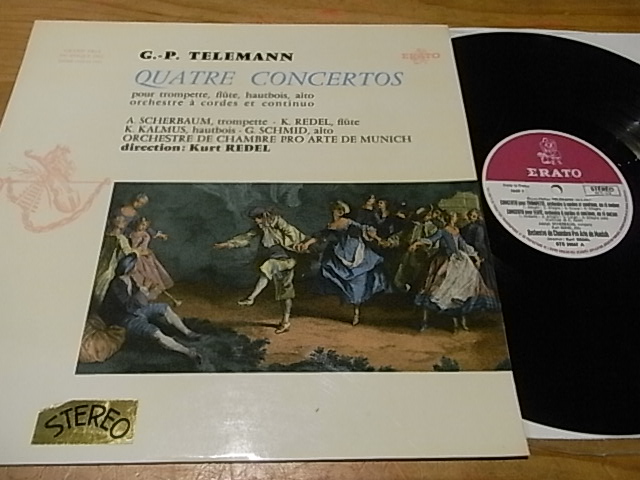 G.-P. TELEMANN
ERATO
QUATRE CONCERTOS
pour trompette, flûte, hautbois, alto
orchestre à cordes et continuo
A. SCHERBAUM, trompette - K. REDEL, flûte
K. KALMUS, hautbois - G. SCHMID, alto
ORCHESTRE DE CHAMBRE PRO ARTE DE MUNICH
direction: Kurt REDEL
STEREO
ERATO
STEREO
Orchestre de Chambre Pro Arte de Munich